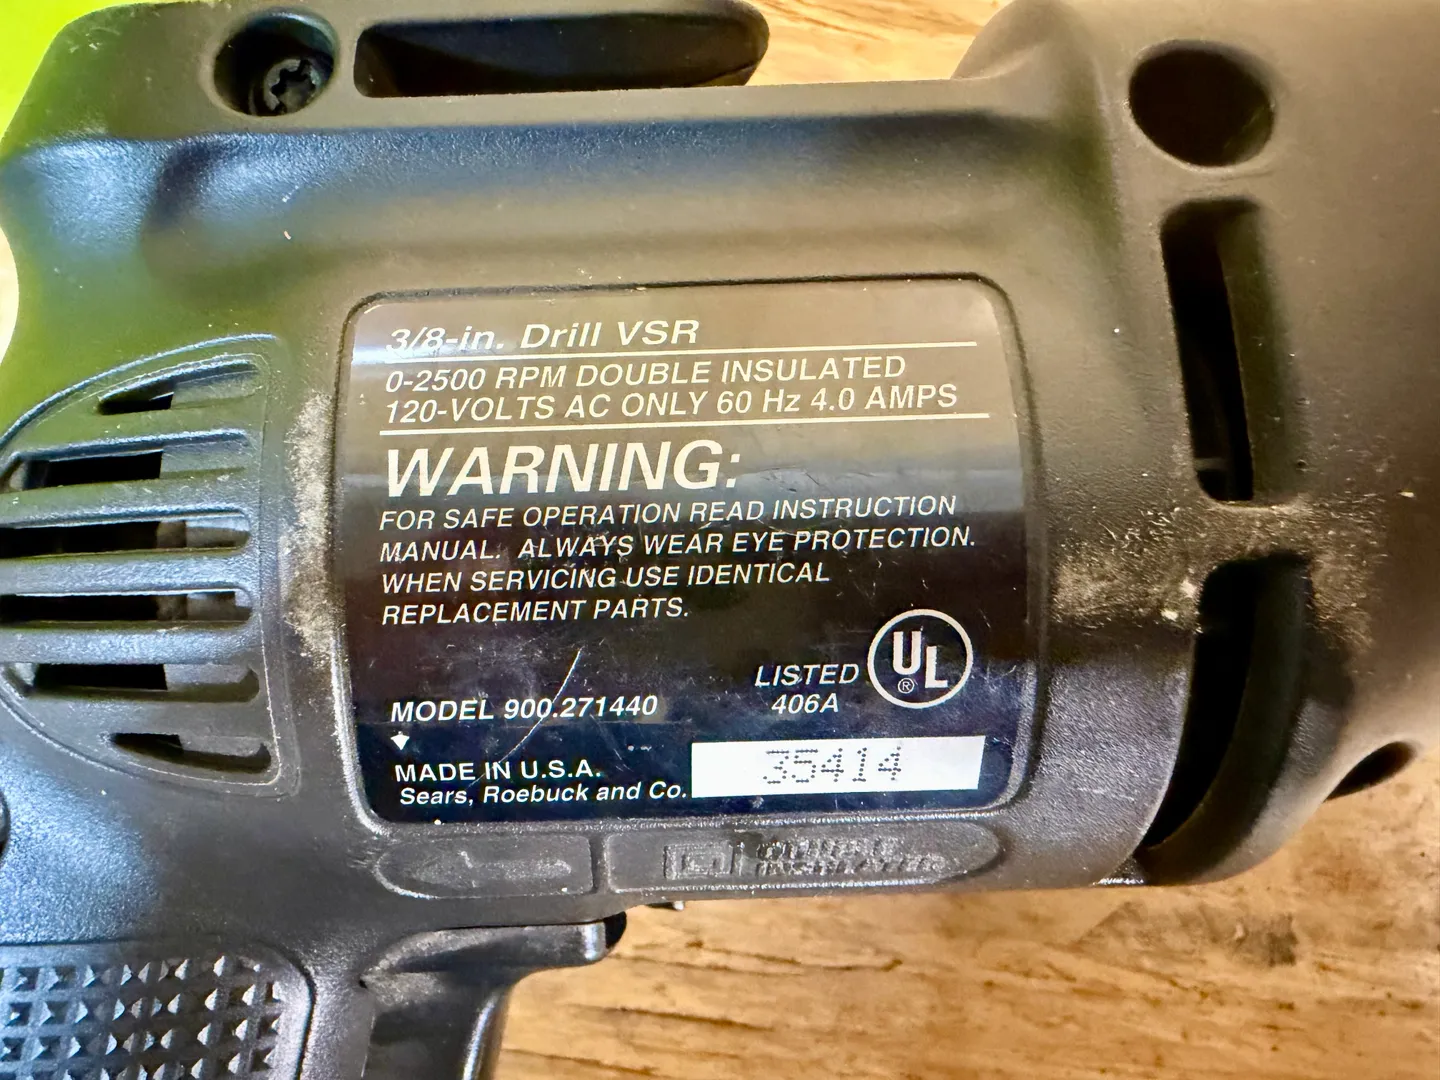 3/8-in. Drill VSR
0-2500 RPM DOUBLE INSULATED
120-VOLTS AC ONLY 60 Hz 4.0 AMPS
WARNING:
FOR SAFE OPERATION READ INSTRUCTION
MANUAL. ALWAYS WEAR EYE PROTECTION.
WHEN SERVICING USE IDENTICAL
REPLACEMENT PARTS.
LISTED
406A
UL
®
MODEL 900.271440
MADE IN U.S.A.
Sears, Roebuck and Co.
35414
DOUBLE
INSULATED